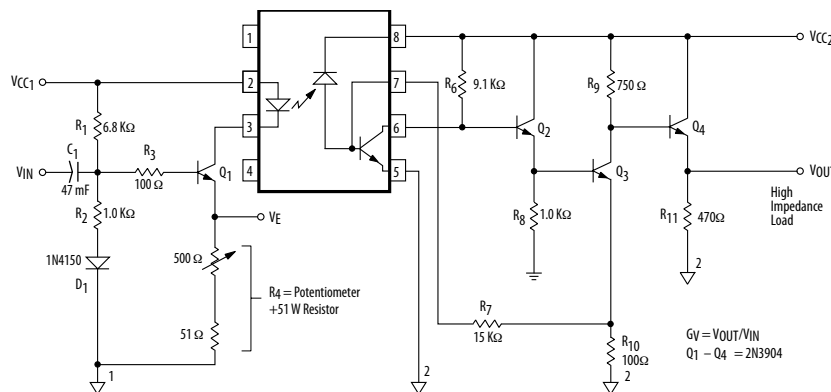 1
8
VCC1
2
7
3
6
4
5
VCC2
R1
6.8 KΩ
C1
VIN
47 mF
R3
100 Ω
Q1
R2
1.0 KΩ
1N4150
D1
VE
500 Ω
R4 = Potentiometer
+51 W Resistor
51 Ω
1
2
R6
9.1 KΩ
Q2
R9
750 Ω
Q4
Q3
R8
1.0 KΩ
VOUT
High
Impedance
Load
R11
470Ω
2
R7
15 KΩ
R10
100Ω
2
GV = VOUT/VIN
Q1 – Q4 = 2N3904